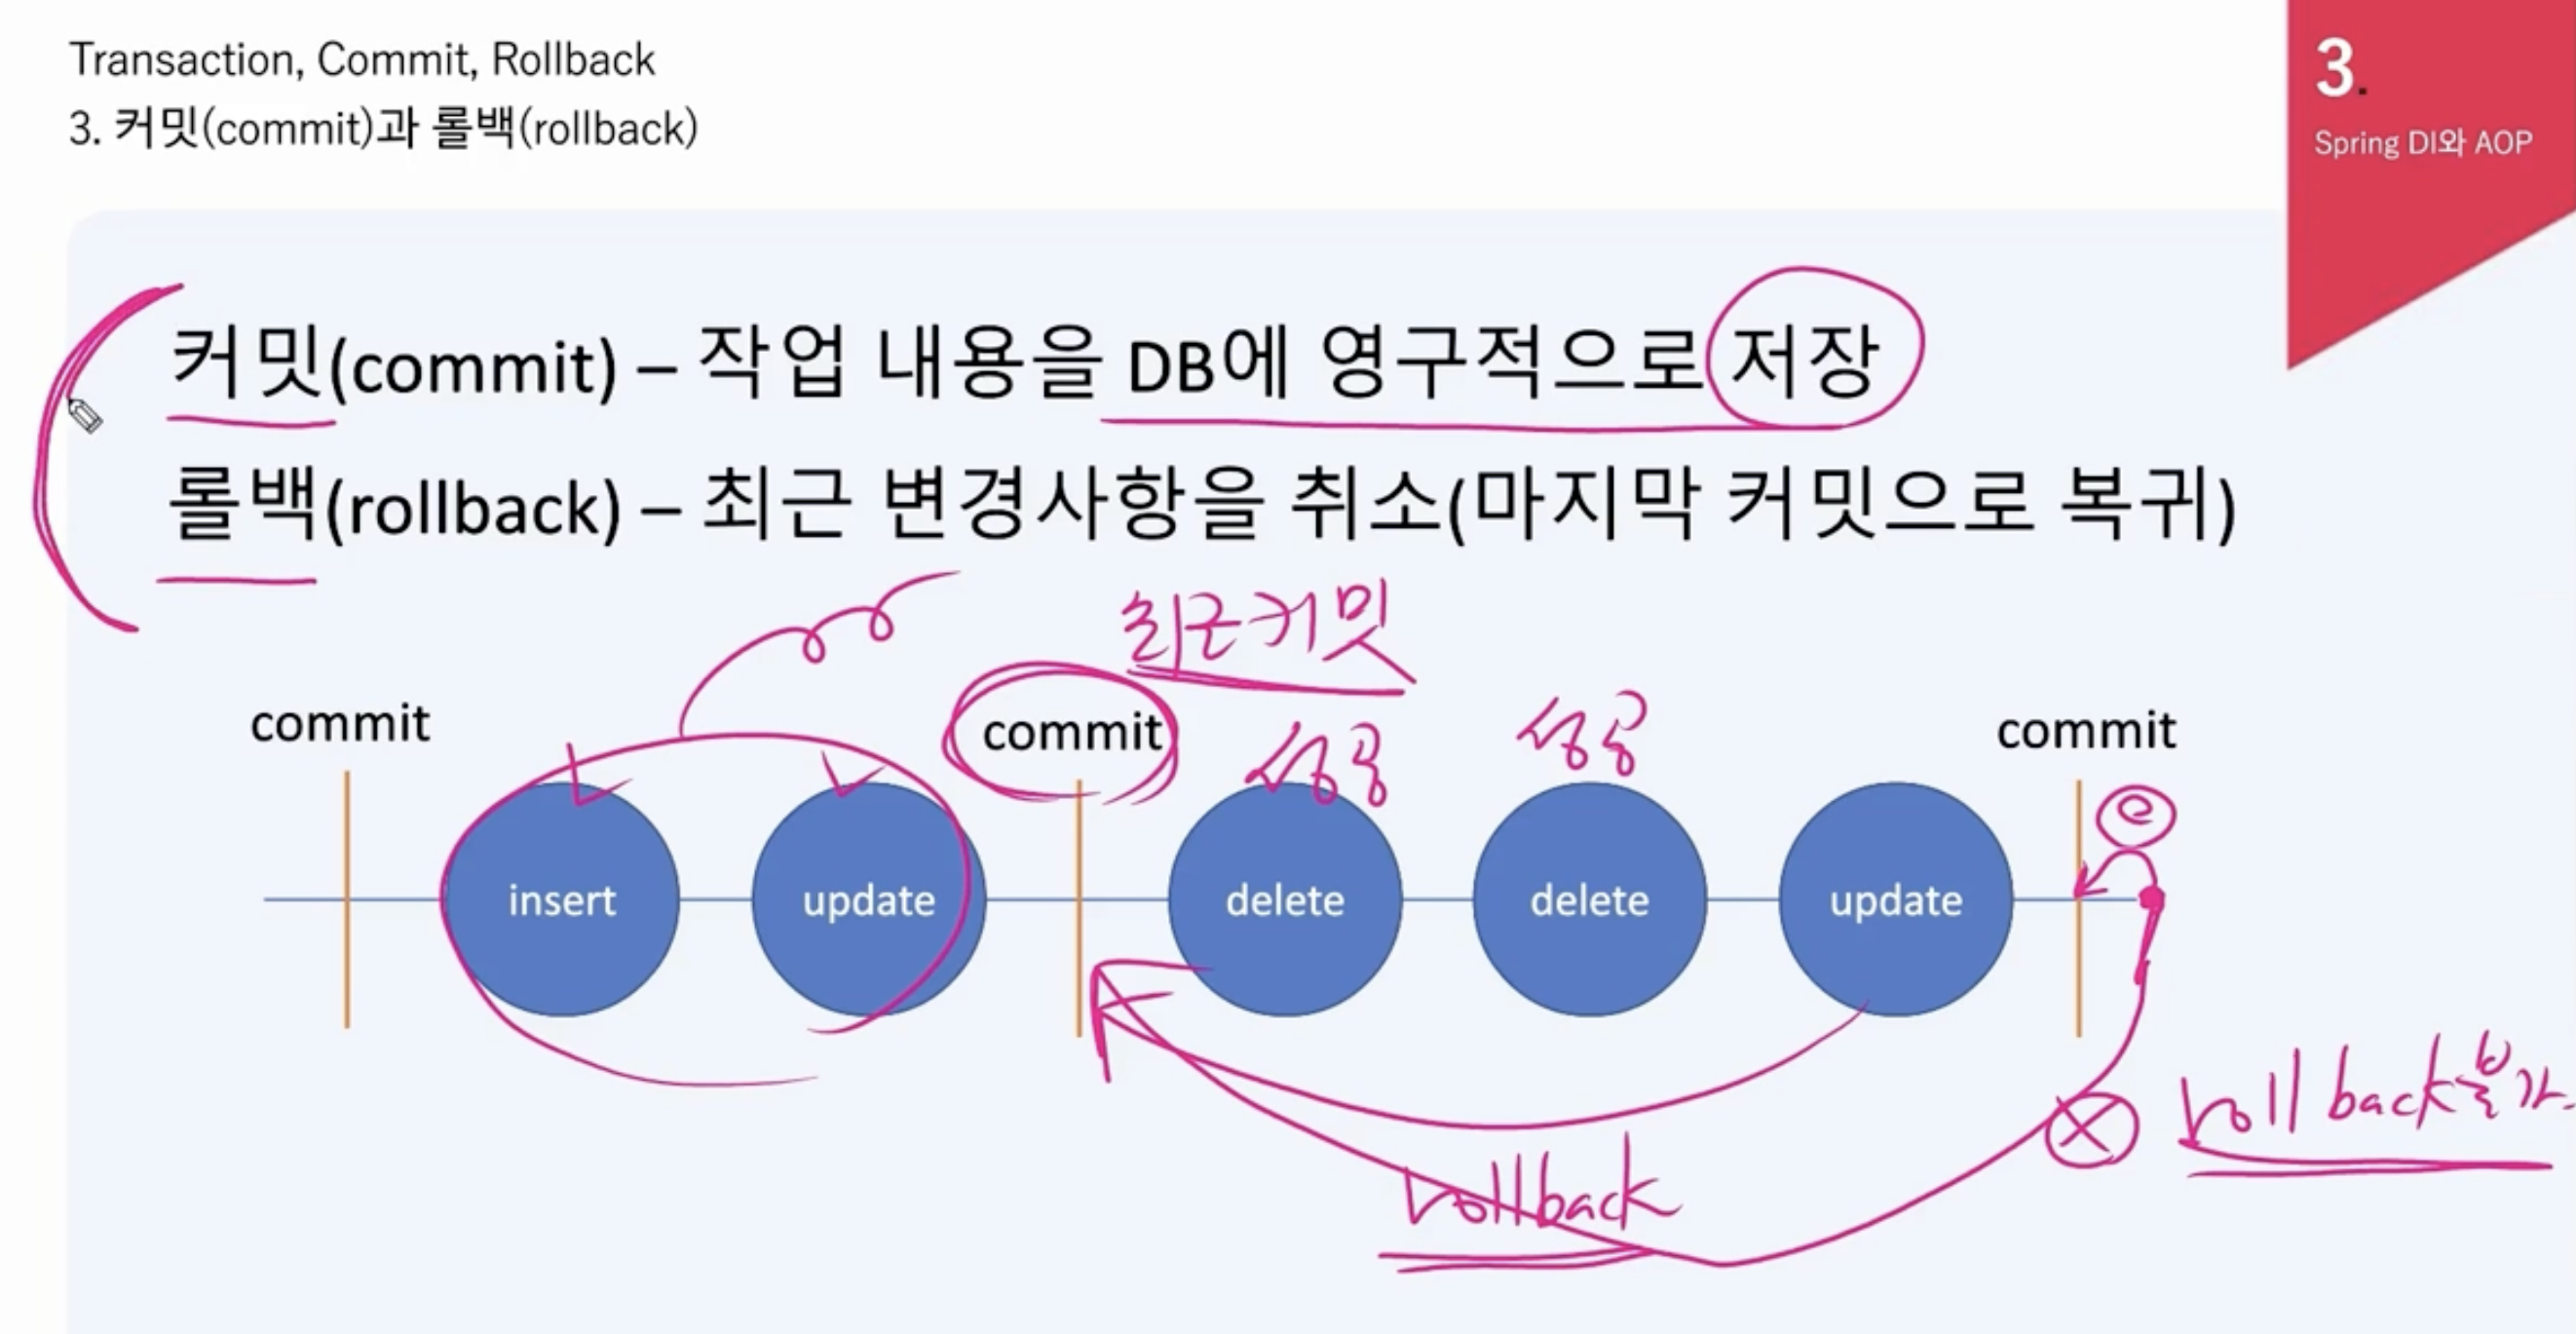 Transaction, Commit, Rollback
3. 커밋(commit)과 롤백(rollback)
3.
Spring DI와 AOP
커밋(commit) – 작업 내용을 DB에 영구적으로 저장
롤백(rollback) – 최근 변경사항을 취소(마지막 커밋으로 복귀)
최근커밋
commit
commit
성공
성공
commit
insert
update
delete
delete
update
rollback불가
rollback